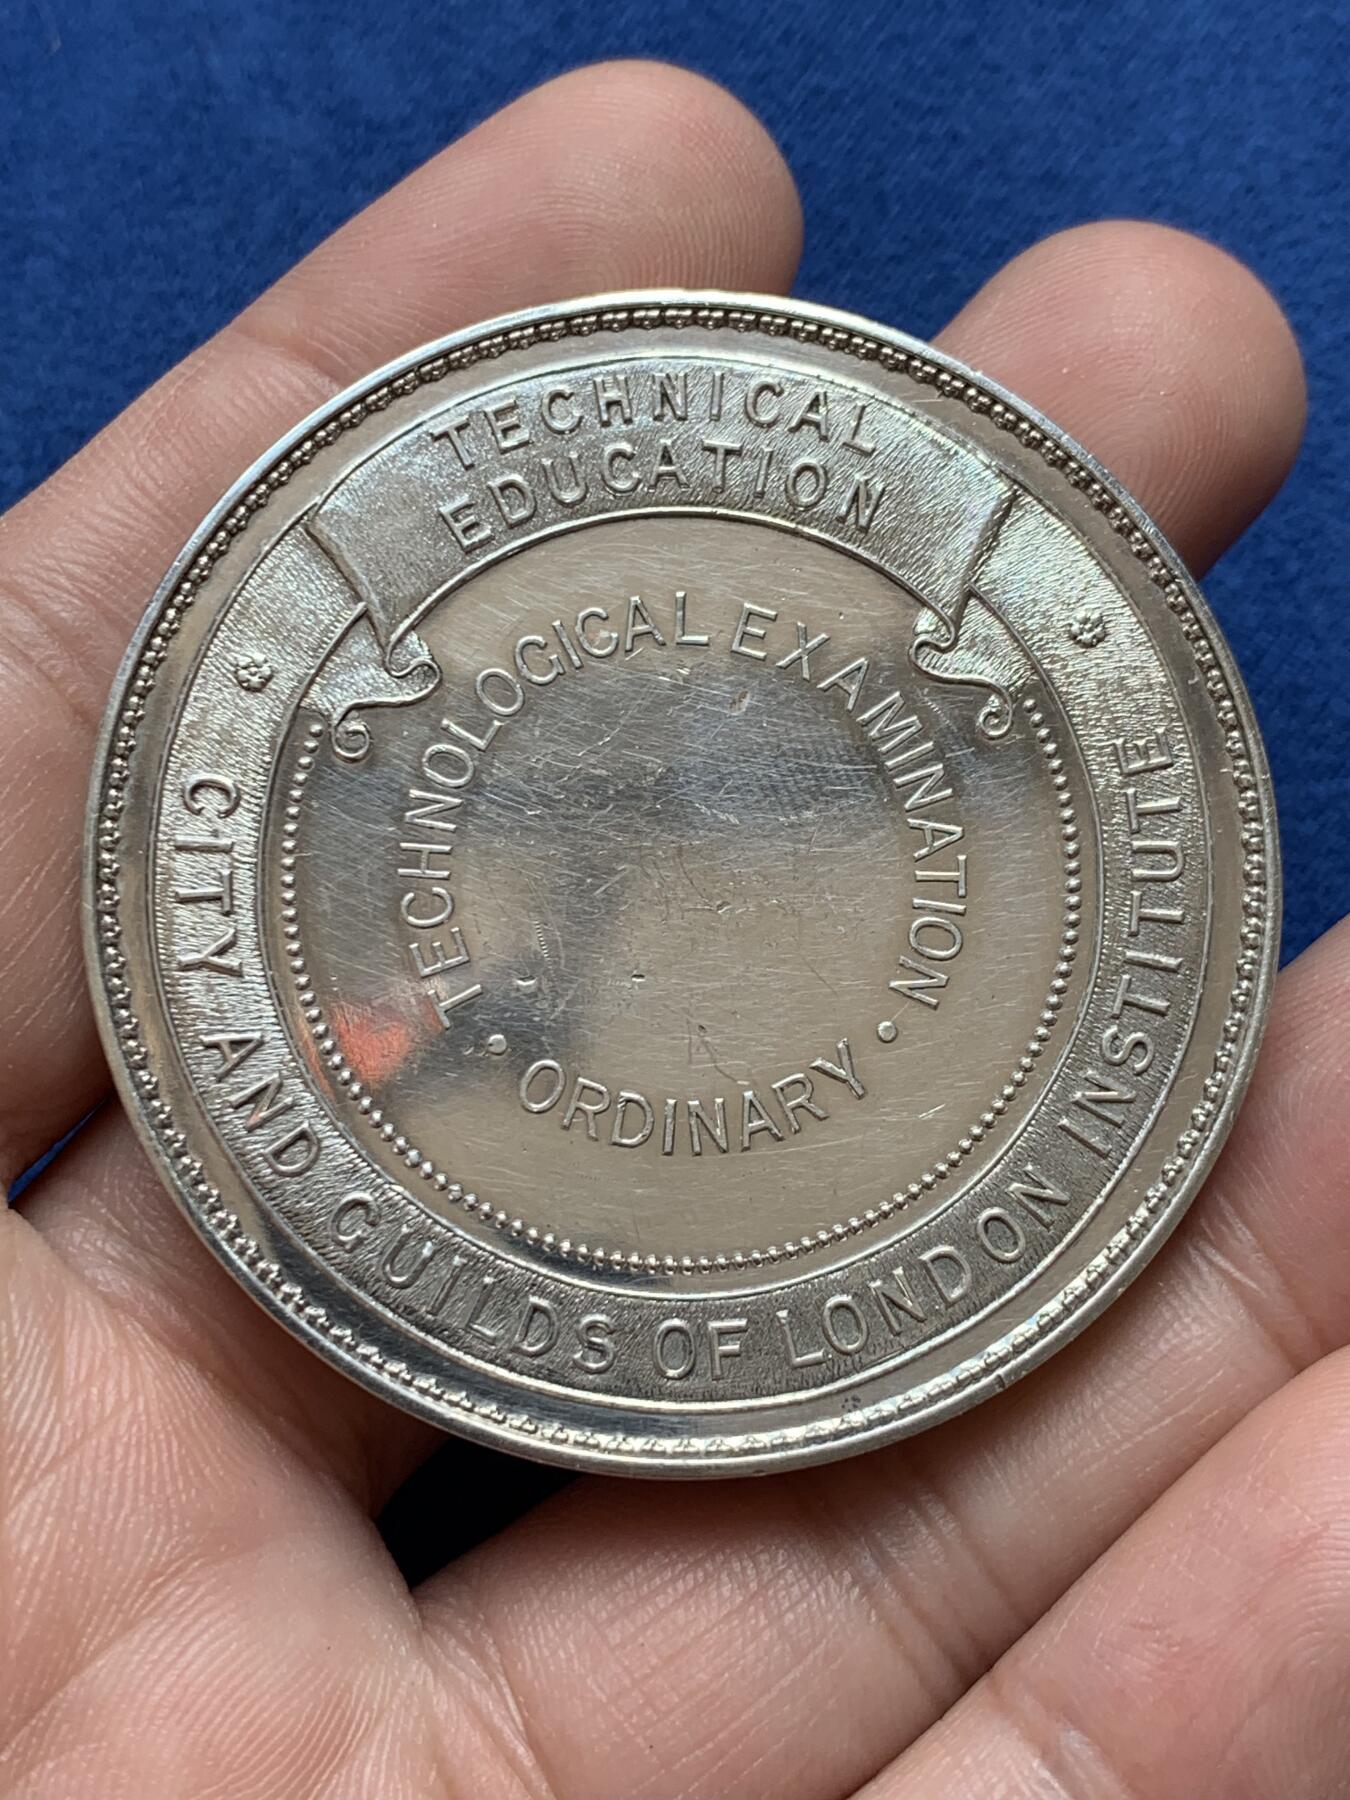 TECHNICAL
EDUCATION
TECHNOLOGICAL EXAMINATION
• ORDINARY •
CITY AND GUILDS OF LONDON INSTITUTE